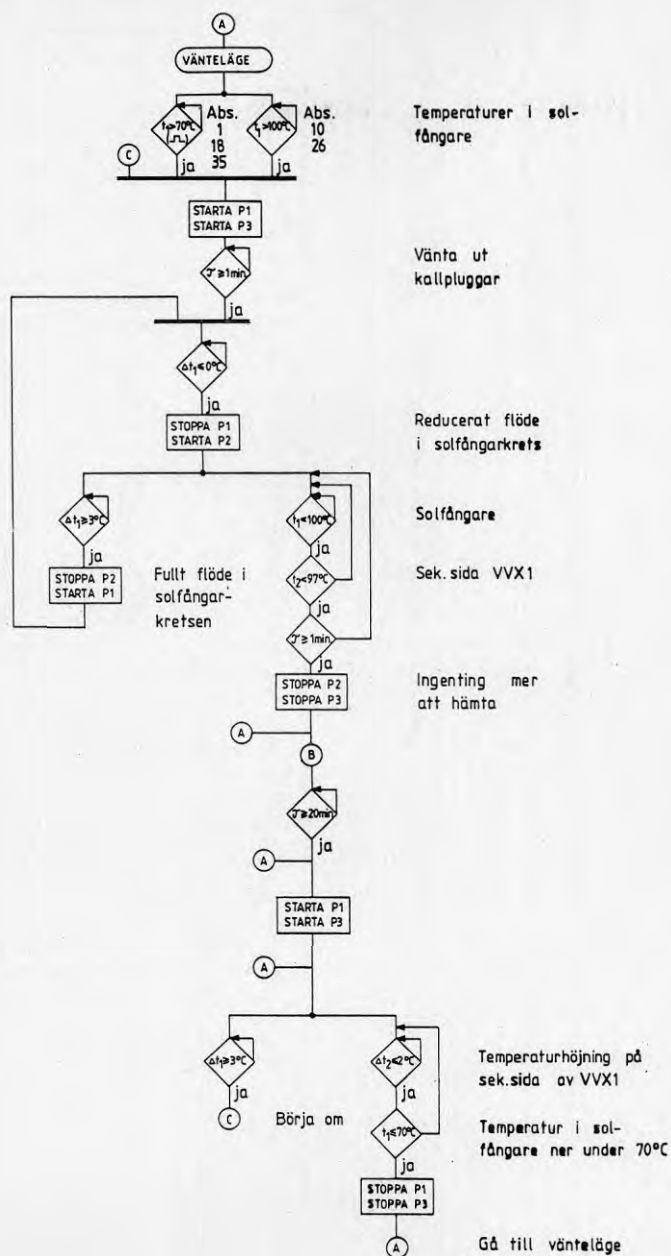 A
VÄNTELÄGE
t₁>70°C
Abs.
1
18
35
ja
t₁>100°C
Abs.
10
26
ja
Temperaturer i sol-
fångare
C
STARTA P1
STARTA P3
𝒯≥1min
ja
Vänta ut
kallpluggar
Δt₁≤0°C
ja
STOPPA P1
STARTA P2
Reducerat flöde
i solfångarkrets
Δt₁≥3°C
ja
STOPPA P2
STARTA P1
Fullt flöde i
solfångar-
kretsen
t₁<100°C
ja
Solfångare
t₂<97°C
ja
Sek. sida VVX1
𝒯≥1min
ja
STOPPA P2
STOPPA P3
Ingenting mer
att hämta
A
B
𝒯≥20min
ja
A
STARTA P1
STARTA P3
A
Δt₁≥3°C
ja
C
Börja om
Δt₂≤2°C
ja
Temperaturhöjning på
sek.sida av VVX1
t₁≤70°C
ja
Temperatur i sol-
fångare ner under 70°C
STOPPA P1
STOPPA P3
A
Gå till vänteläge